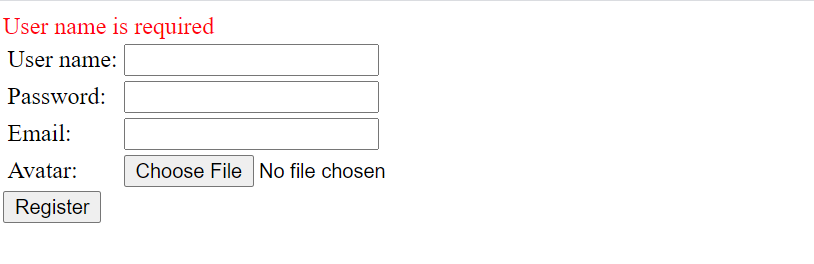 User name is required
User name:
Password:
Email:
Avatar: Choose File No file chosen
Register